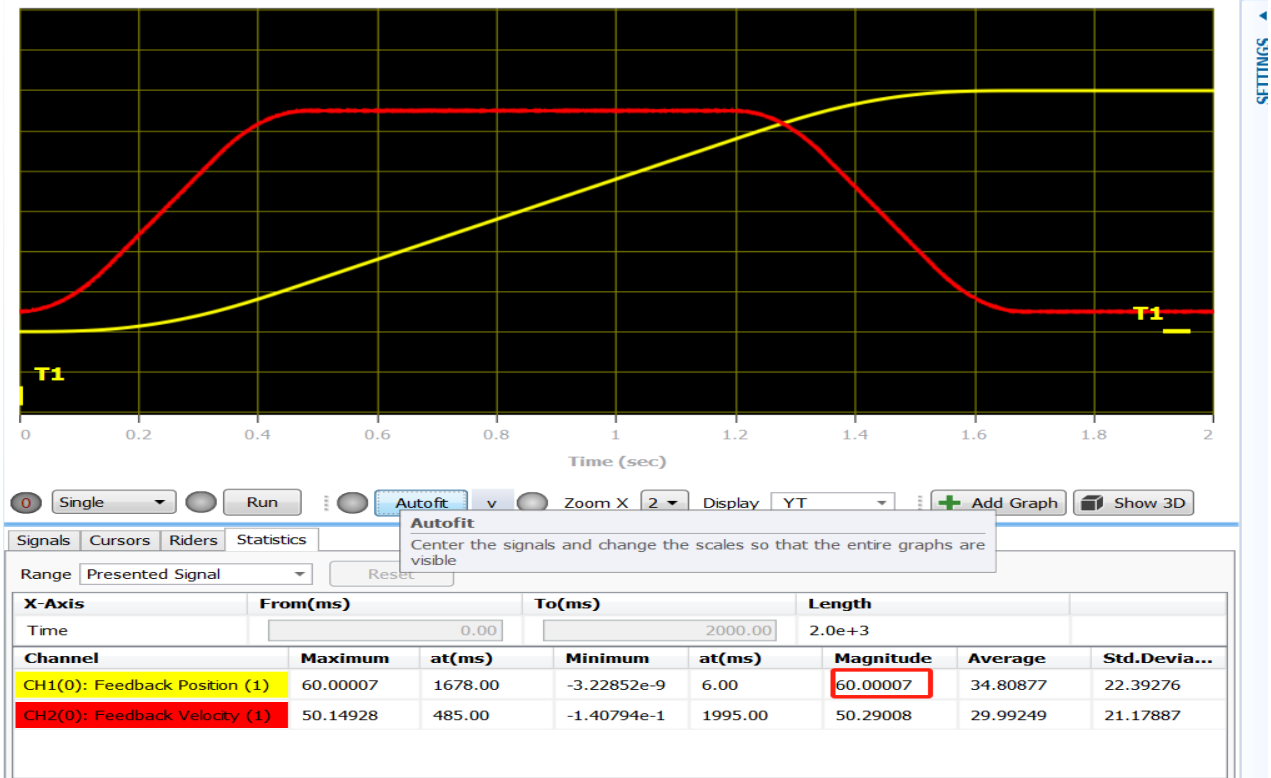 SETTINGS
T1
T1
0 0.2 0.4 0.6 0.8 1 1.2 1.4 1.6 1.8 2
Time (sec)
0 Single Run Autofit v Zoom X 2 Display YT Add Graph Show 3D
Autofit
Center the signals and change the scales so that the entire graphs are
visible
Signals Cursors Riders Statistics
Range Presented Signal Reset
X-Axis From(ms) To(ms) Length
Time 0.00 2000.00 2.0e+3
Channel Maximum at(ms) Minimum at(ms) Magnitude Average Std.Devia...
CH1(0): Feedback Position (1) 60.00007 1678.00 -3.22852e-9 6.00 60.00007 34.80877 22.39276
CH2(0): Feedback Velocity (1) 50.14928 485.00 -1.40794e-1 1995.00 50.29008 29.99249 21.17887